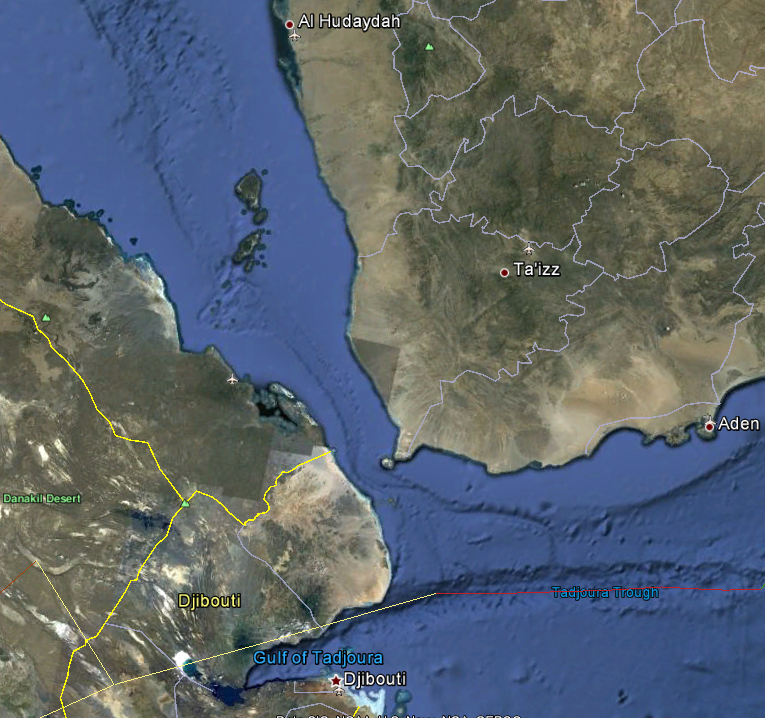 Al Hudaydah
Ta'izz
Aden
Danakil Desert
Djibouti
Tadjoura Trough
Gulf of Tadjoura
Djibouti